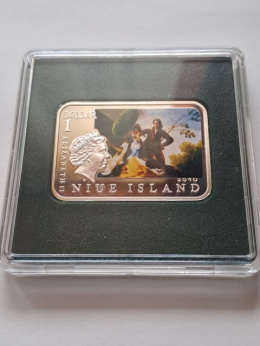 1
DOLLAR
ELIZABETH II
2010
NIUE ISLAND